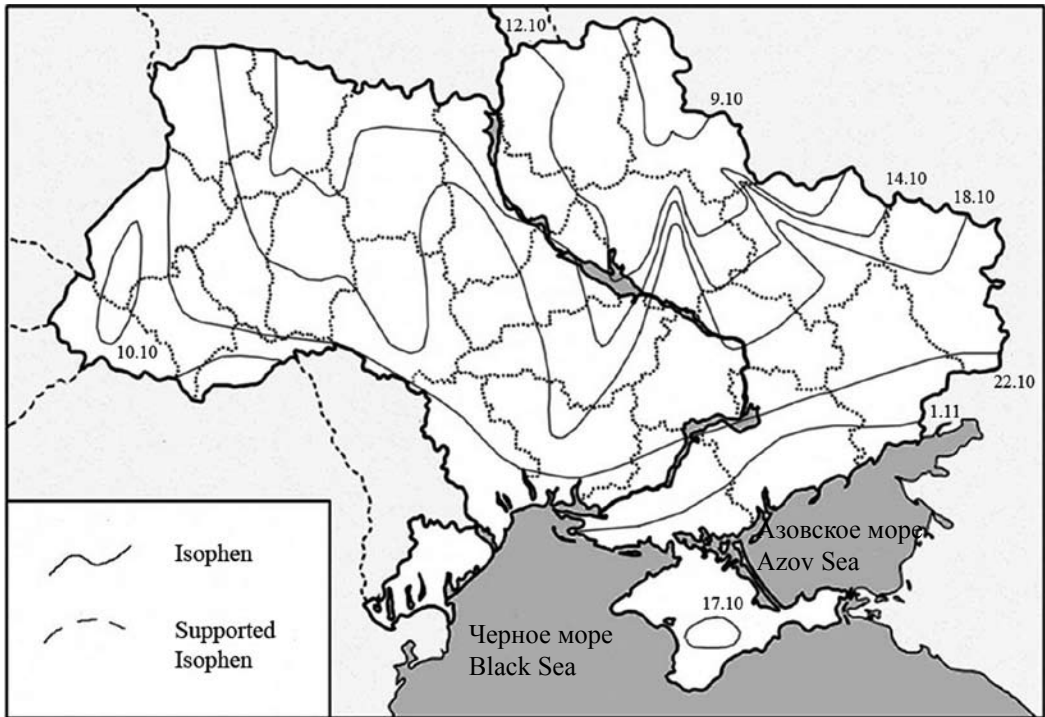 12.10
9.10
14.10
18.10
10.10
22.10
1.11
Азовское море
Azov Sea
17.10
Черное море
Black Sea
Isophen
Supported
Isophen